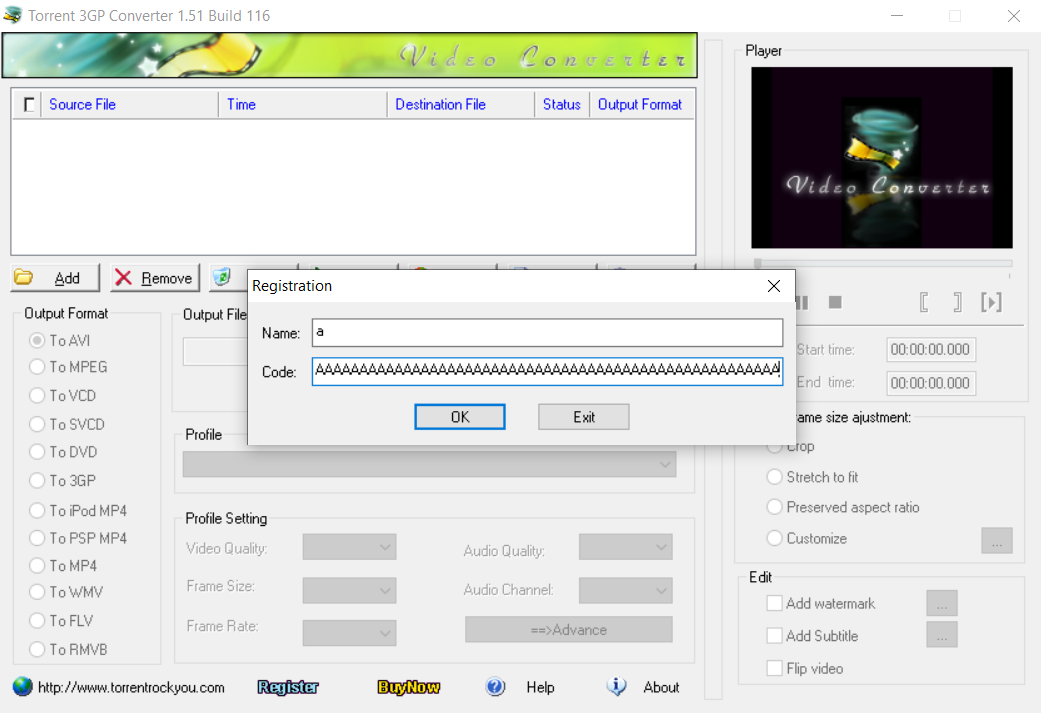 Torrent 3GP Converter 1.51 Build 116
Video Converter
Source File Time Destination File Status Output Format
Player
Video Converter
Add Remove
Registration
Name: a
Code:
OK Exit
Output Format
To AVI
To MPEG
To VCD
To SVCD
To DVD
To 3GP
To iPod MP4
To PSP MP4
To MP4
To WMV
To FLV
To RMVB
Output File
Profile
Profile Setting
Video Quality:
Frame Size:
Frame Rate:
Audio Quality:
Audio Channel:
==>Advance
Start time: 00:00:00.000
End time: 00:00:00.000
ame size ajustment:
Crop
Stretch to fit
Preserved aspect ratio
Customize ...
Edit
Add watermark ...
Add Subtitle ...
Flip video
http://www.torrentrockyou.com Register BuyNow Help About